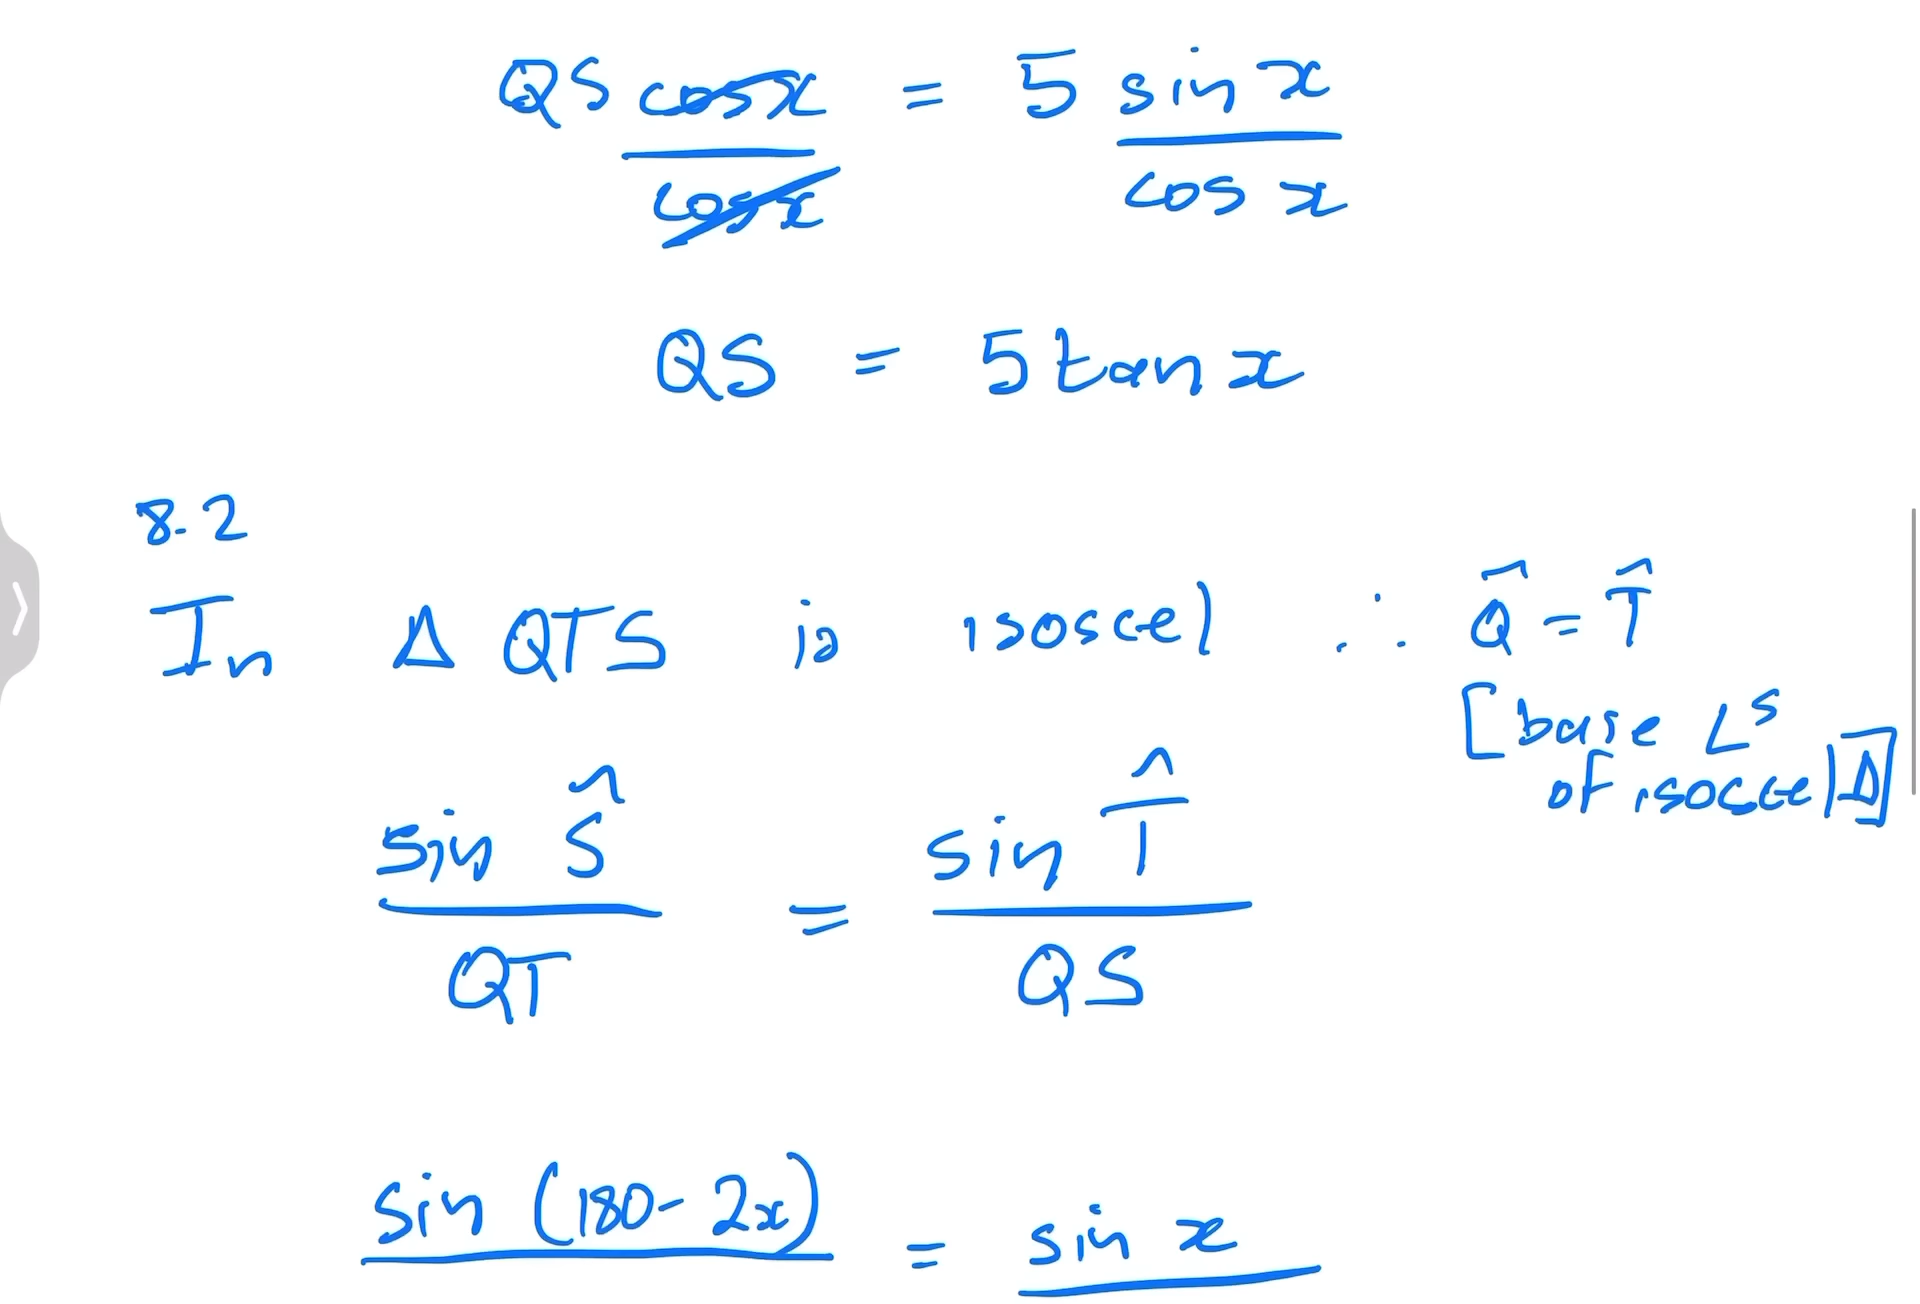 QS cosx / cosx = 5 sin x / cos x
QS = 5 tan x
8.2
In Δ QTS is isoscel ∴ Q̂ = T̂
[base ∠s
of isoscel Δ]
sin Ŝ / QT = sin T̂ / QS
sin (180 - 2x) = sin x